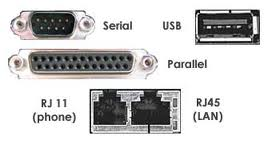 Serial
USB
Parallel
RJ 11
(phone)
RJ45
(LAN)